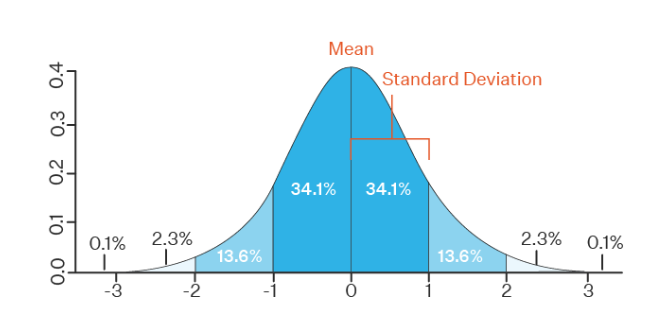 Mean
Standard Deviation
0.4
0.3
0.2
0.1
0.0
34.1% 34.1%
0.1% 2.3% 13.6% 13.6% 2.3% 0.1%
-3 -2 -1 0 1 2 3